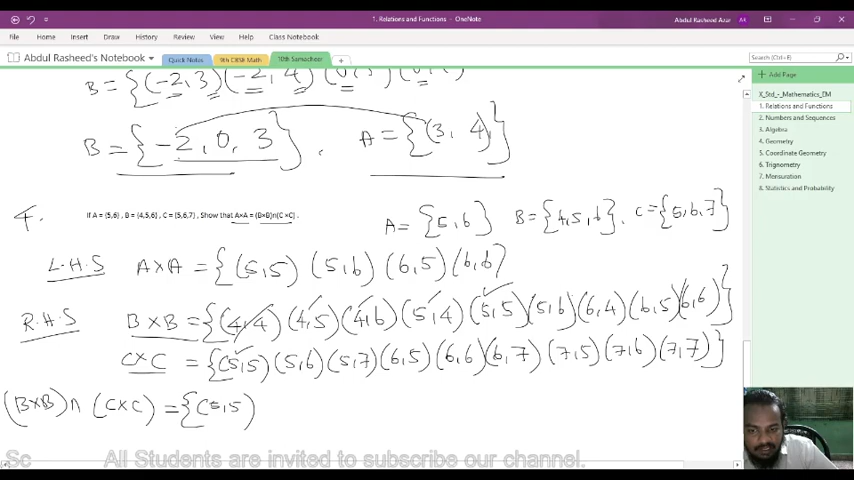 1. Relations and Functions - OneNote
Abdul Rasheed Azar AR
File Home Insert Draw History Review View Help Class Notebook
Abdul Rasheed's Notebook Quick Notes 9th CBSE Math 10th Samacheer +
Search (Ctrl+E)
Add Page
X_Std_-_Mathematics_EM
1. Relations and Functions
2. Numbers and Sequences
3. Algebra
4. Geometry
5. Coordinate Geometry
6. Trignometry
7. Mensuration
8. Statistics and Probability
B = {(-2,3)(-2,4)
B = {-2,0,3}, A = {(3,4)}
4. If A = {5,6} , B = {4,5,6} , C = {5,6,7} , Show that A×A = (B×B)∩(C×C) .
A = {5,6} B = {4,5,6}. C = {5,6,7}
L.H.S A×A = {(5,5) (5,6) (6,5) (6,6)
R.H.S B×B = {(4,4) (4,5) (4,6) (5,4) (5,5) (5,6) (6,4) (6,5) (6,6)}
C×C = {(5,5) (5,6) (5,7) (6,5) (6,6) (6,7) (7,5) (7,6) (7,7)}
(B×B)∩(C×C) = {(5,5)
Sc All Students are invited to subscribe our channel.